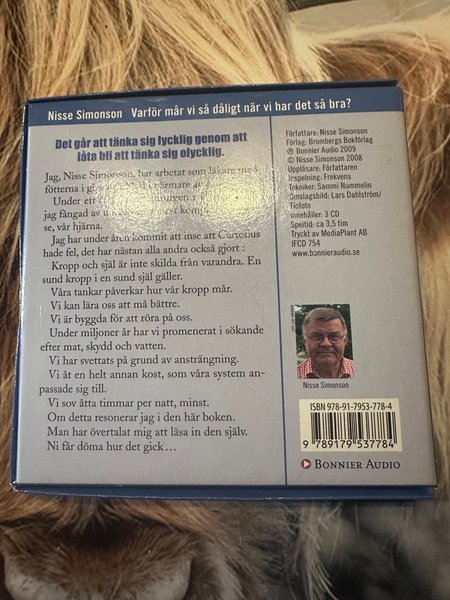 Nisse Simonson Varför mår vi så dåligt när vi har det så bra?
Det går att tänka sig lycklig genom att
låta bli att tänka sig olycklig.
Jag, Nisse Simonson, har arbetat som läkare med
fötterna i
Under ett
jag fångad av
se, vår hjärna.
Jag har under åren kommit att inse att Cartesius
hade fel, det har nästan alla andra också gjort :
Kropp och själ är inte skilda från varandra. En
sund kropp i en sund själ gäller.
Våra tankar påverkar hur vår kropp mår.
Vi kan lära oss att må bättre.
Vi är byggda för att röra på oss.
Under miljoner år har vi promenerat i sökande
efter mat, skydd och vatten.
Vi har svettats på grund av ansträngning.
Vi åt en helt annan kost, som våra system an-
passade sig till.
Vi sov åtta timmar per natt, minst.
Om detta resonerar jag i den här boken.
Man har övertalat mig att läsa in den själv.
Ni får döma hur det gick…
Författare: Nisse Simonson
Förlag: Brombergs Bokförlag
℗ Bonnier Audio 2009
© Nisse Simonson 2008
Uppläsare: Författaren
Inspelning: Frekvens
Tekniker: Sammi Nummelin
Omslagsbild: Lars Dahlström/
Tiofoto
Innehåller: 3 CD
Speltid: ca 3,5 tim
Tryckt av MediaPlant AB
IFCD 754
www.bonnieraudio.se
Nisse Simonson
ISBN 978-91-7953-778-4
9 789179 537784
BONNIER AUDIO